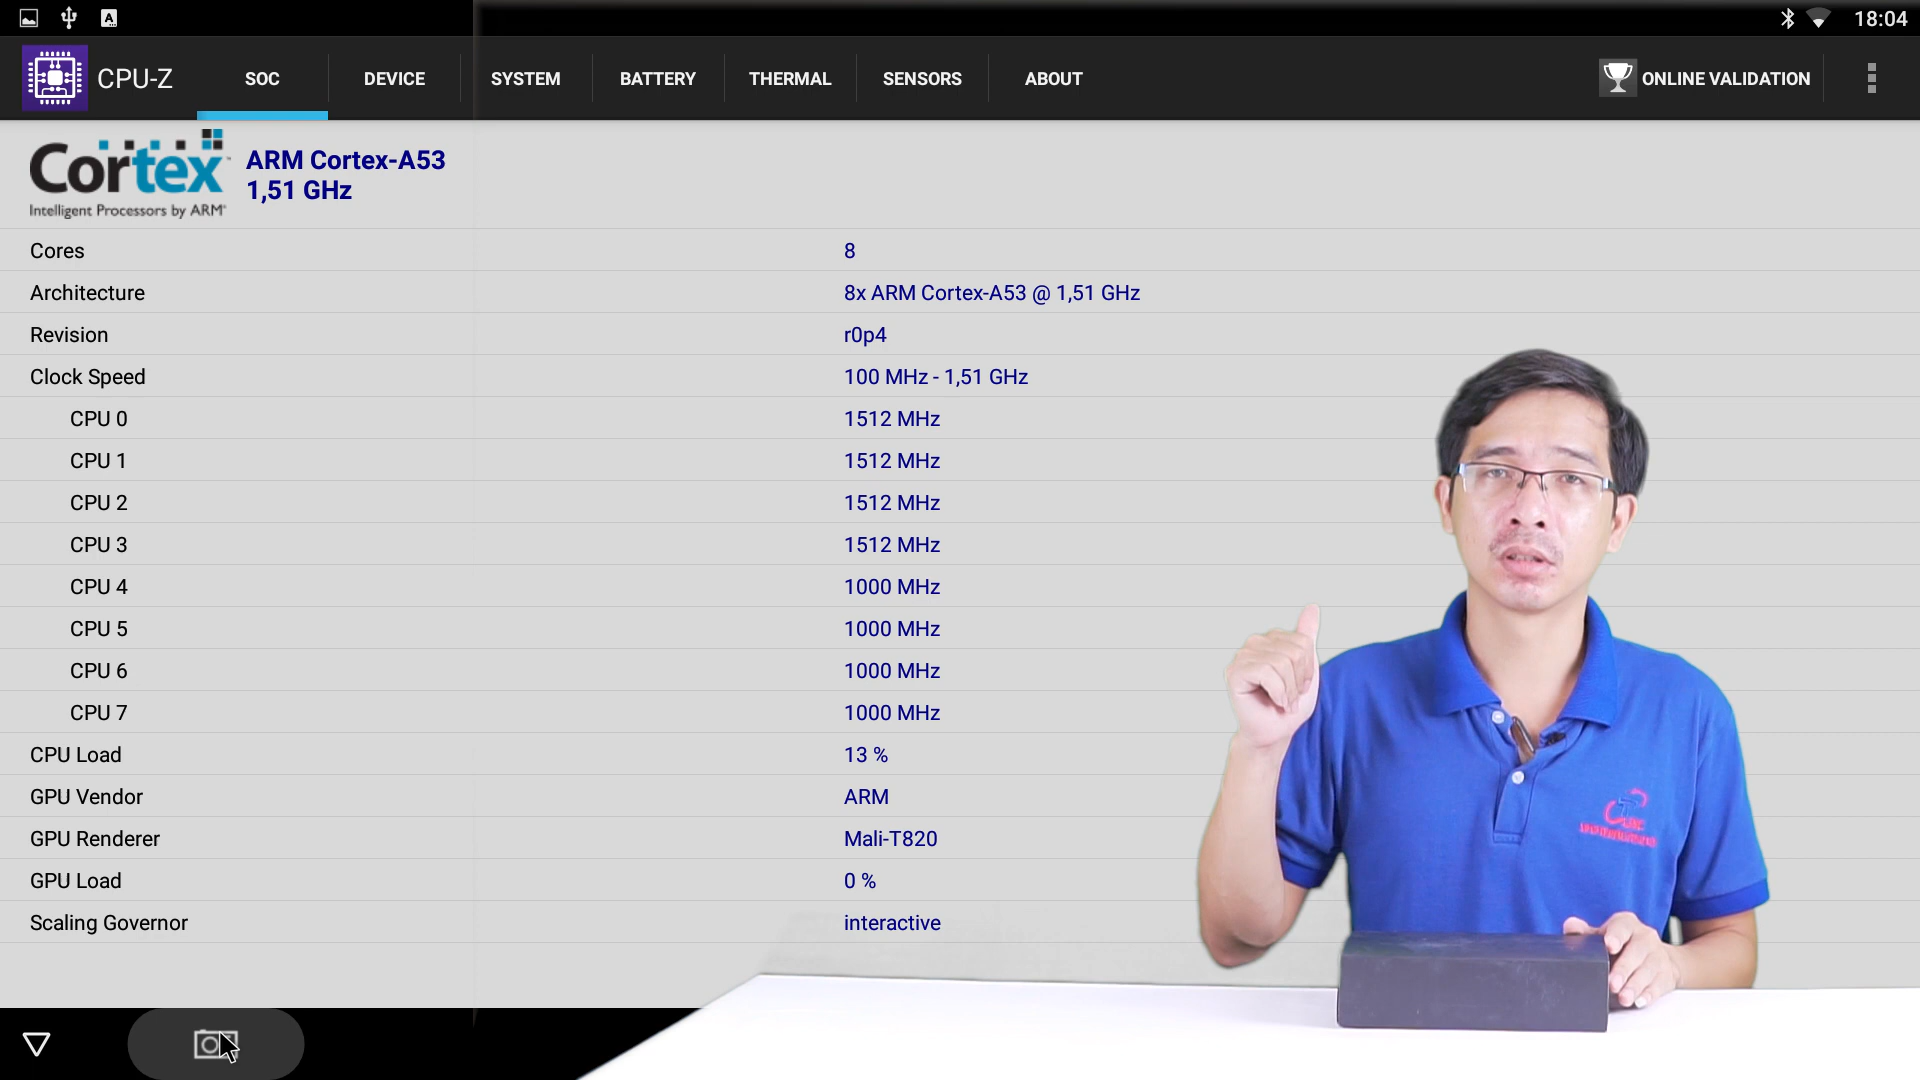 A
18:04
CPU-Z
SOC
DEVICE
SYSTEM
BATTERY
THERMAL
SENSORS
ABOUT
ONLINE VALIDATION
Cortex
Intelligent Processors by ARM
ARM Cortex-A53
1,51 GHz
Cores 8
Architecture 8x ARM Cortex-A53 @ 1,51 GHz
Revision r0p4
Clock Speed 100 MHz - 1,51 GHz
CPU 0 1512 MHz
CPU 1 1512 MHz
CPU 2 1512 MHz
CPU 3 1512 MHz
CPU 4 1000 MHz
CPU 5 1000 MHz
CPU 6 1000 MHz
CPU 7 1000 MHz
CPU Load 13 %
GPU Vendor ARM
GPU Renderer Mali-T820
GPU Load 0 %
Scaling Governor interactive